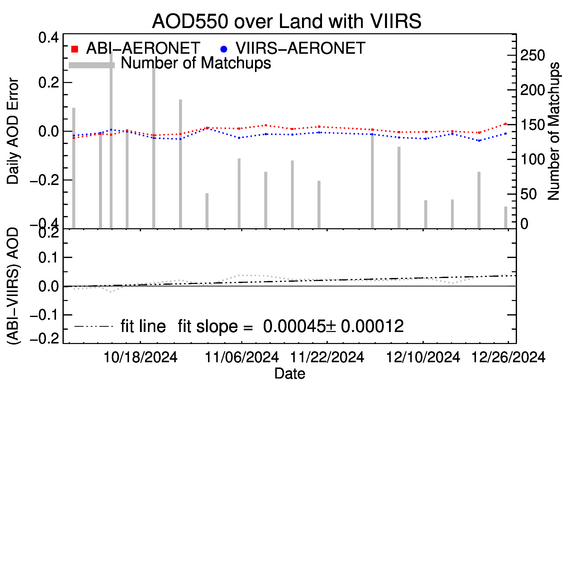 AOD550 over Land with VIIRS
ABI−AERONET VIIRS−AERONET
Number of Matchups
Daily AOD Error
0.4
0.2
0.0
−0.2
−0.4
Number of Matchups
250
200
150
100
50
0
(ABI−VIIRS) AOD
0.2
0.1
0.0
−0.1
−0.2
fit line fit slope = 0.00045± 0.00012
10/18/2024 11/06/2024 11/22/2024 12/10/2024 12/26/2024
Date